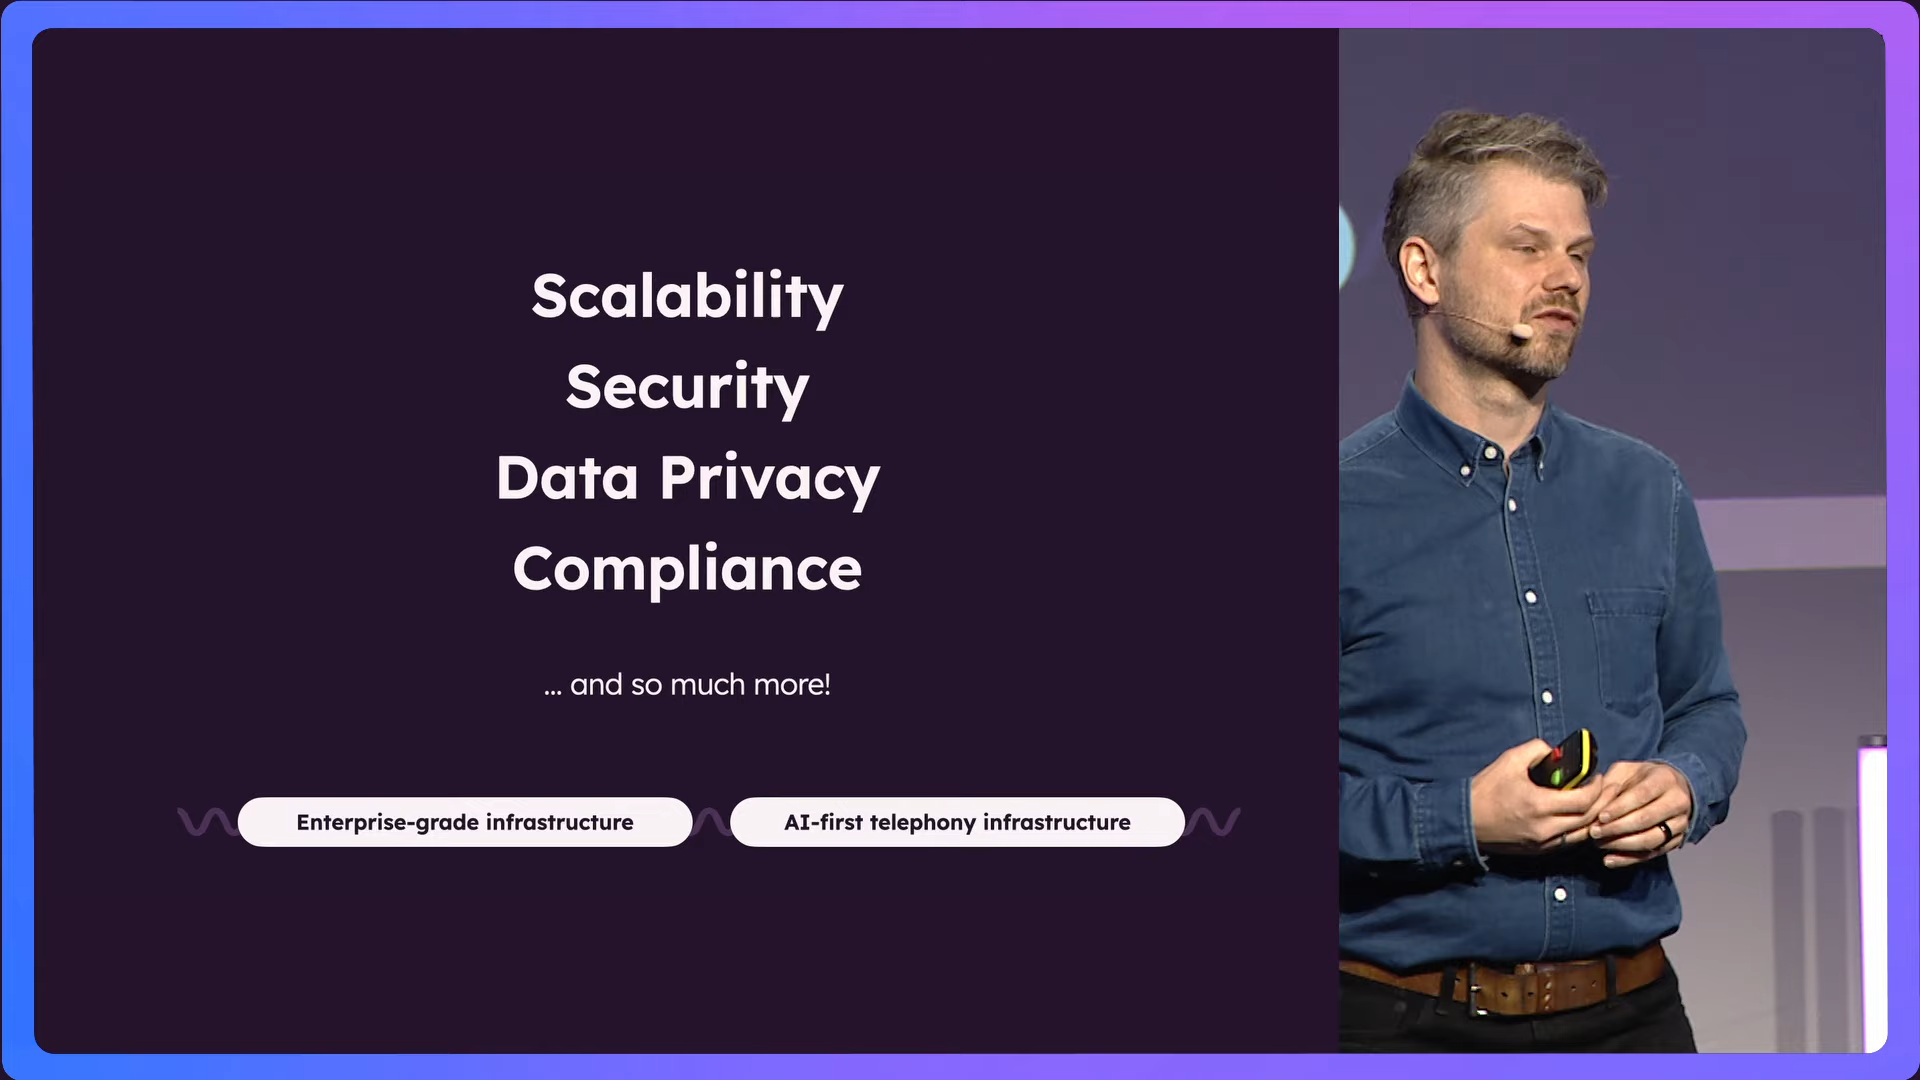 Scalability
Security
Data Privacy
Compliance
... and so much more!
Enterprise-grade infrastructure
AI-first telephony infrastructure